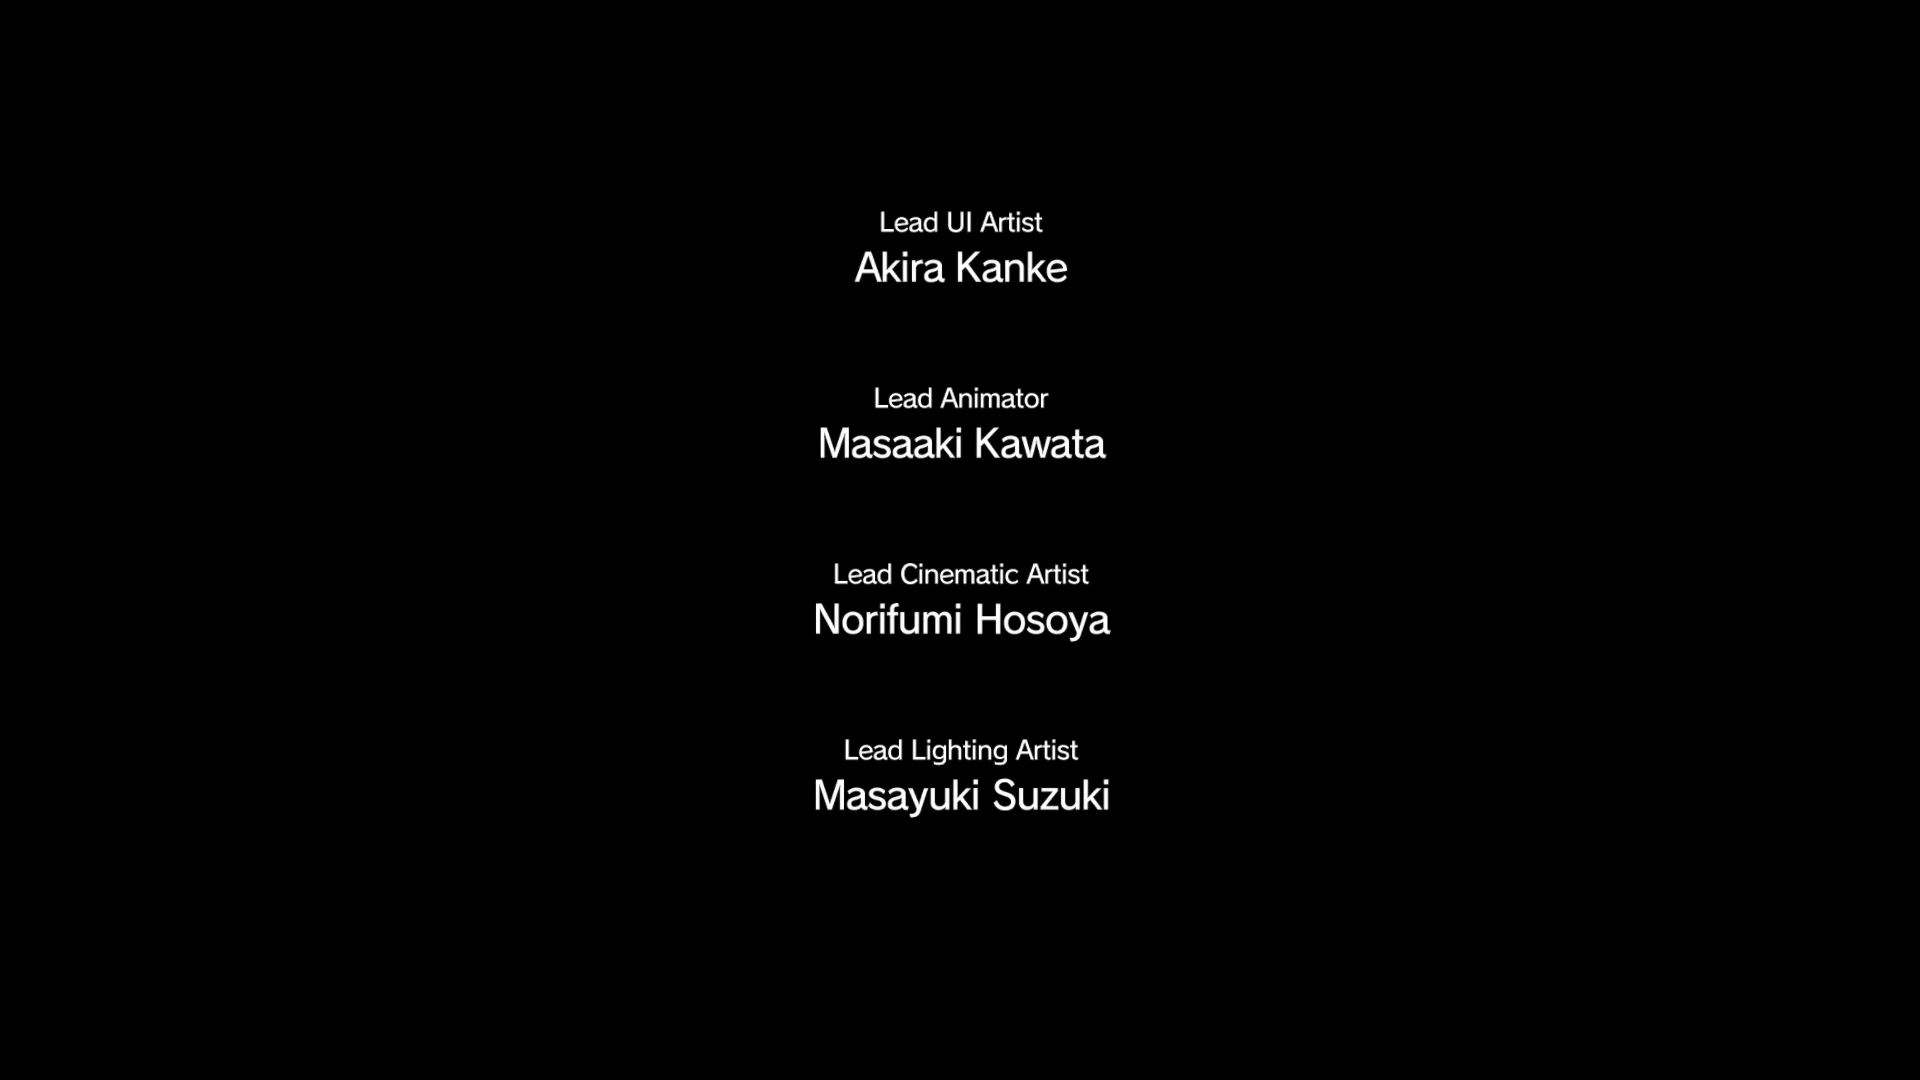 Lead UI Artist
Akira Kanke
Lead Animator
Masaaki Kawata
Lead Cinematic Artist
Norifumi Hosoya
Lead Lighting Artist
Masayuki Suzuki